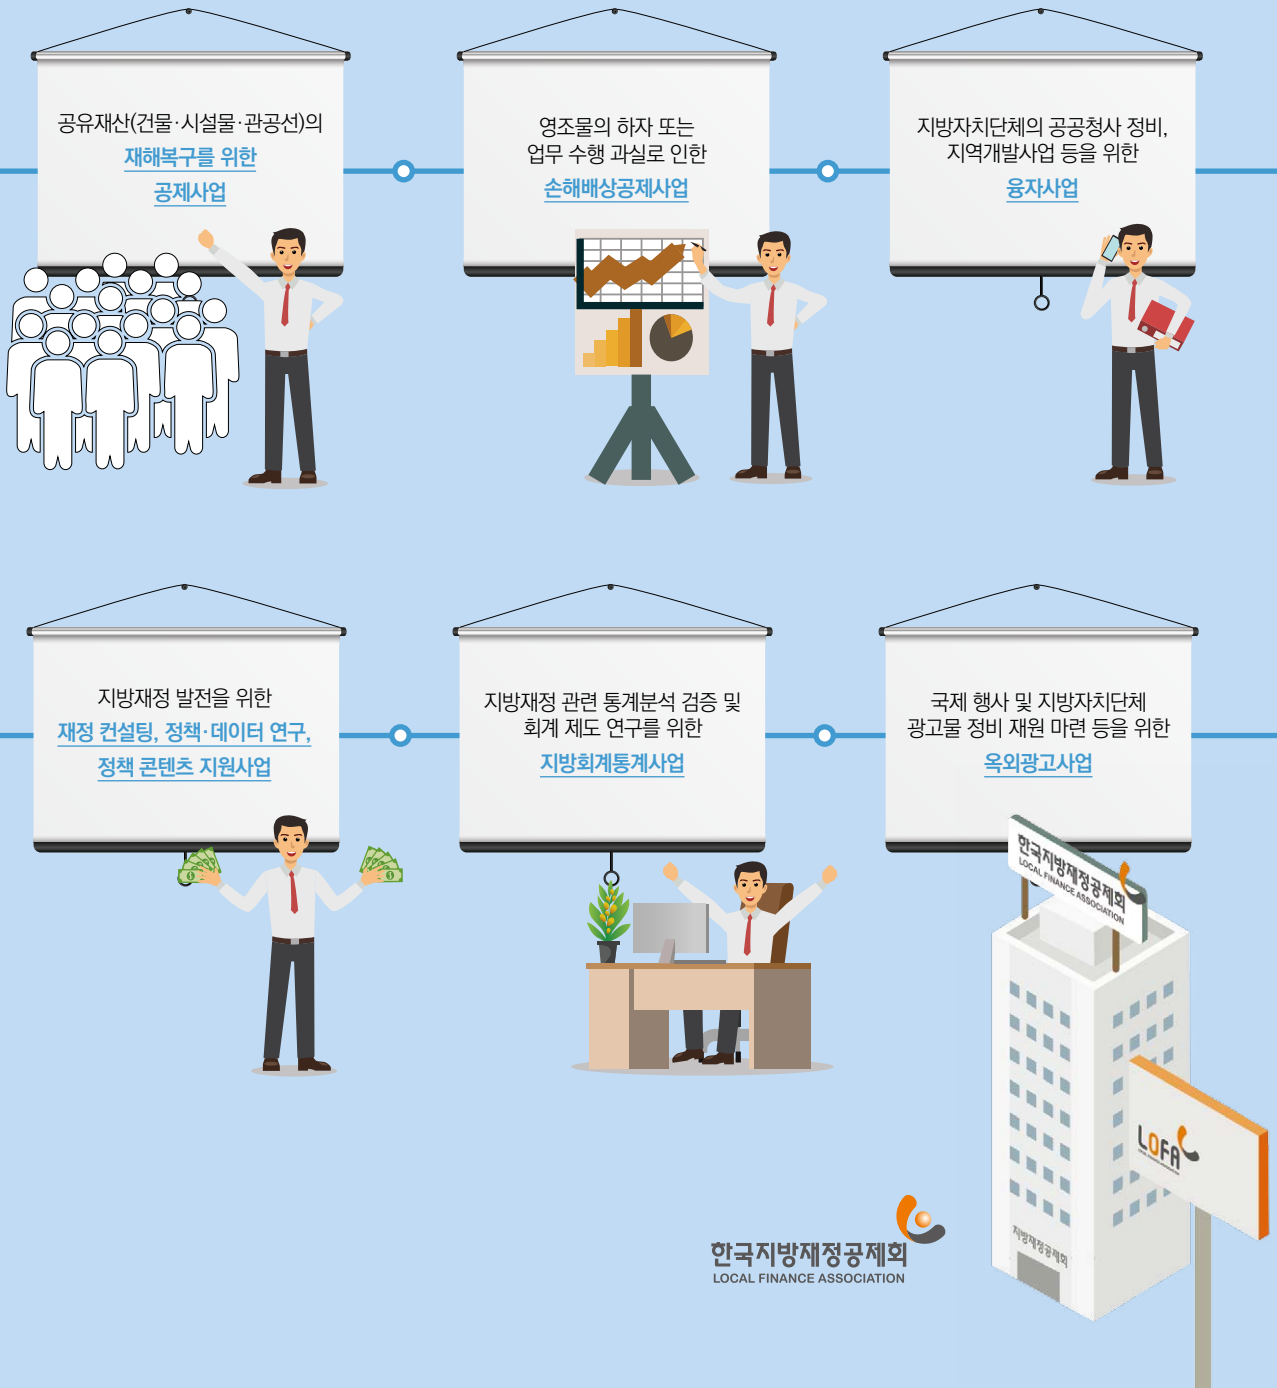 공유재산(건물·시설물·관공선)의
재해복구를 위한
공제사업
영조물의 하자 또는
업무 수행 과실로 인한
손해배상공제사업
지방자치단체의 공공청사 정비,
지역개발사업 등을 위한
융자사업
지방재정 발전을 위한
재정 컨설팅, 정책·데이터 연구,
정책 콘텐츠 지원사업
지방재정 관련 통계분석 검증 및
회계 제도 연구를 위한
지방회계통계사업
국제 행사 및 지방자치단체
광고물 정비 재원 마련 등을 위한
옥외광고사업
한국지방재정공제회
LOCAL FINANCE ASSOCIATION
LOFA
지방재정공제회
한국지방재정공제회
LOCAL FINANCE ASSOCIATION